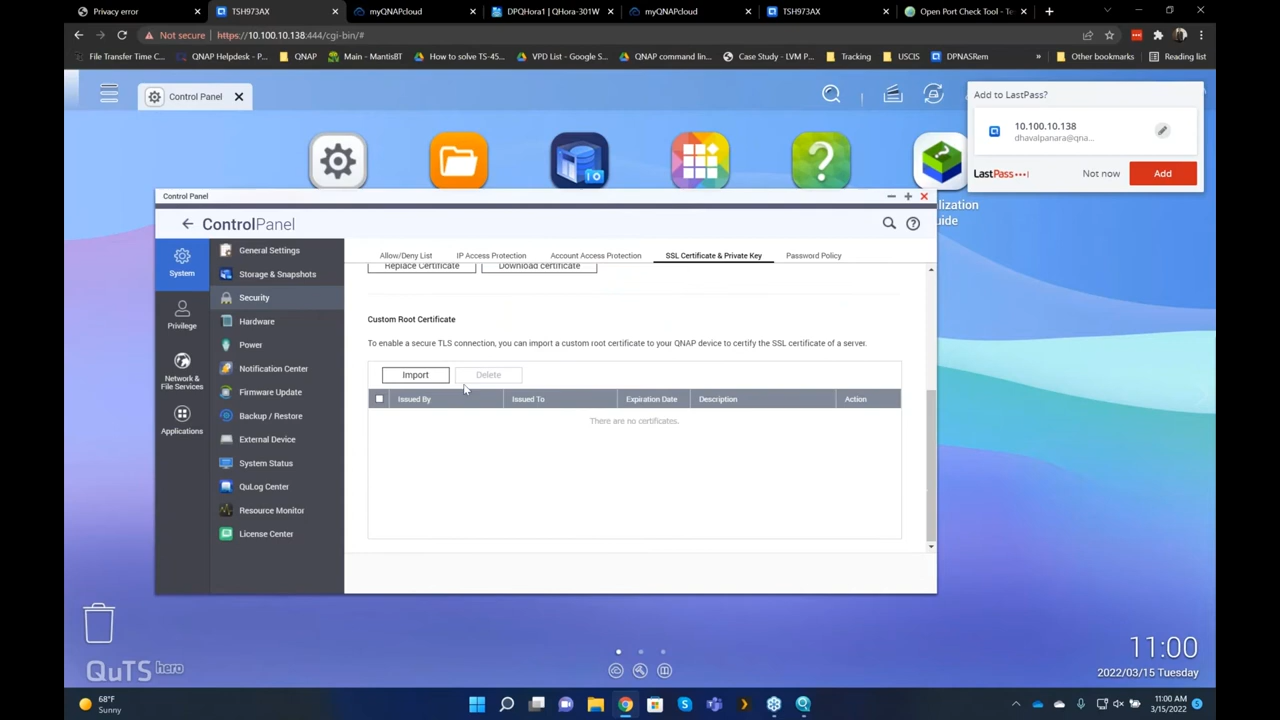 Privacy error
TSH973AX
myQNAPcloud
DPQHora1 | QHora-301W
myQNAPcloud
TSH973AX
Open Port Check Tool - Te
Not secure
https://10.100.10.138:444/cgi-bin/#
File Transfer Time C...
QNAP Helpdesk - P...
QNAP
Main - MantisBT
How to solve TS-45...
VPD List - Google S...
QNAP command lin...
Case Study - LVM P...
Tracking
USCIS
DPNASRem
»
Other bookmarks
Reading list
Control Panel
Add to LastPass?
10.100.10.138
dhavalpanara@qna...
LastPass
Not now
Add
Control Panel
ControlPanel
System
Privilege
Network &
File Services
Applications
General Settings
Storage & Snapshots
Security
Hardware
Power
Notification Center
Firmware Update
Backup / Restore
External Device
System Status
QuLog Center
Resource Monitor
License Center
Allow/Deny List
IP Access Protection
Account Access Protection
SSL Certificate & Private Key
Password Policy
Replace Certificate
Download certificate
Custom Root Certificate
To enable a secure TLS connection, you can import a custom root certificate to your QNAP device to certify the SSL certificate of a server.
Import
Delete
Issued By
Issued To
Expiration Date
Description
Action
There are no certificates.
QuTS hero
11:00
2022/03/15 Tuesday
68°F
Sunny
11:00 AM
3/15/2022